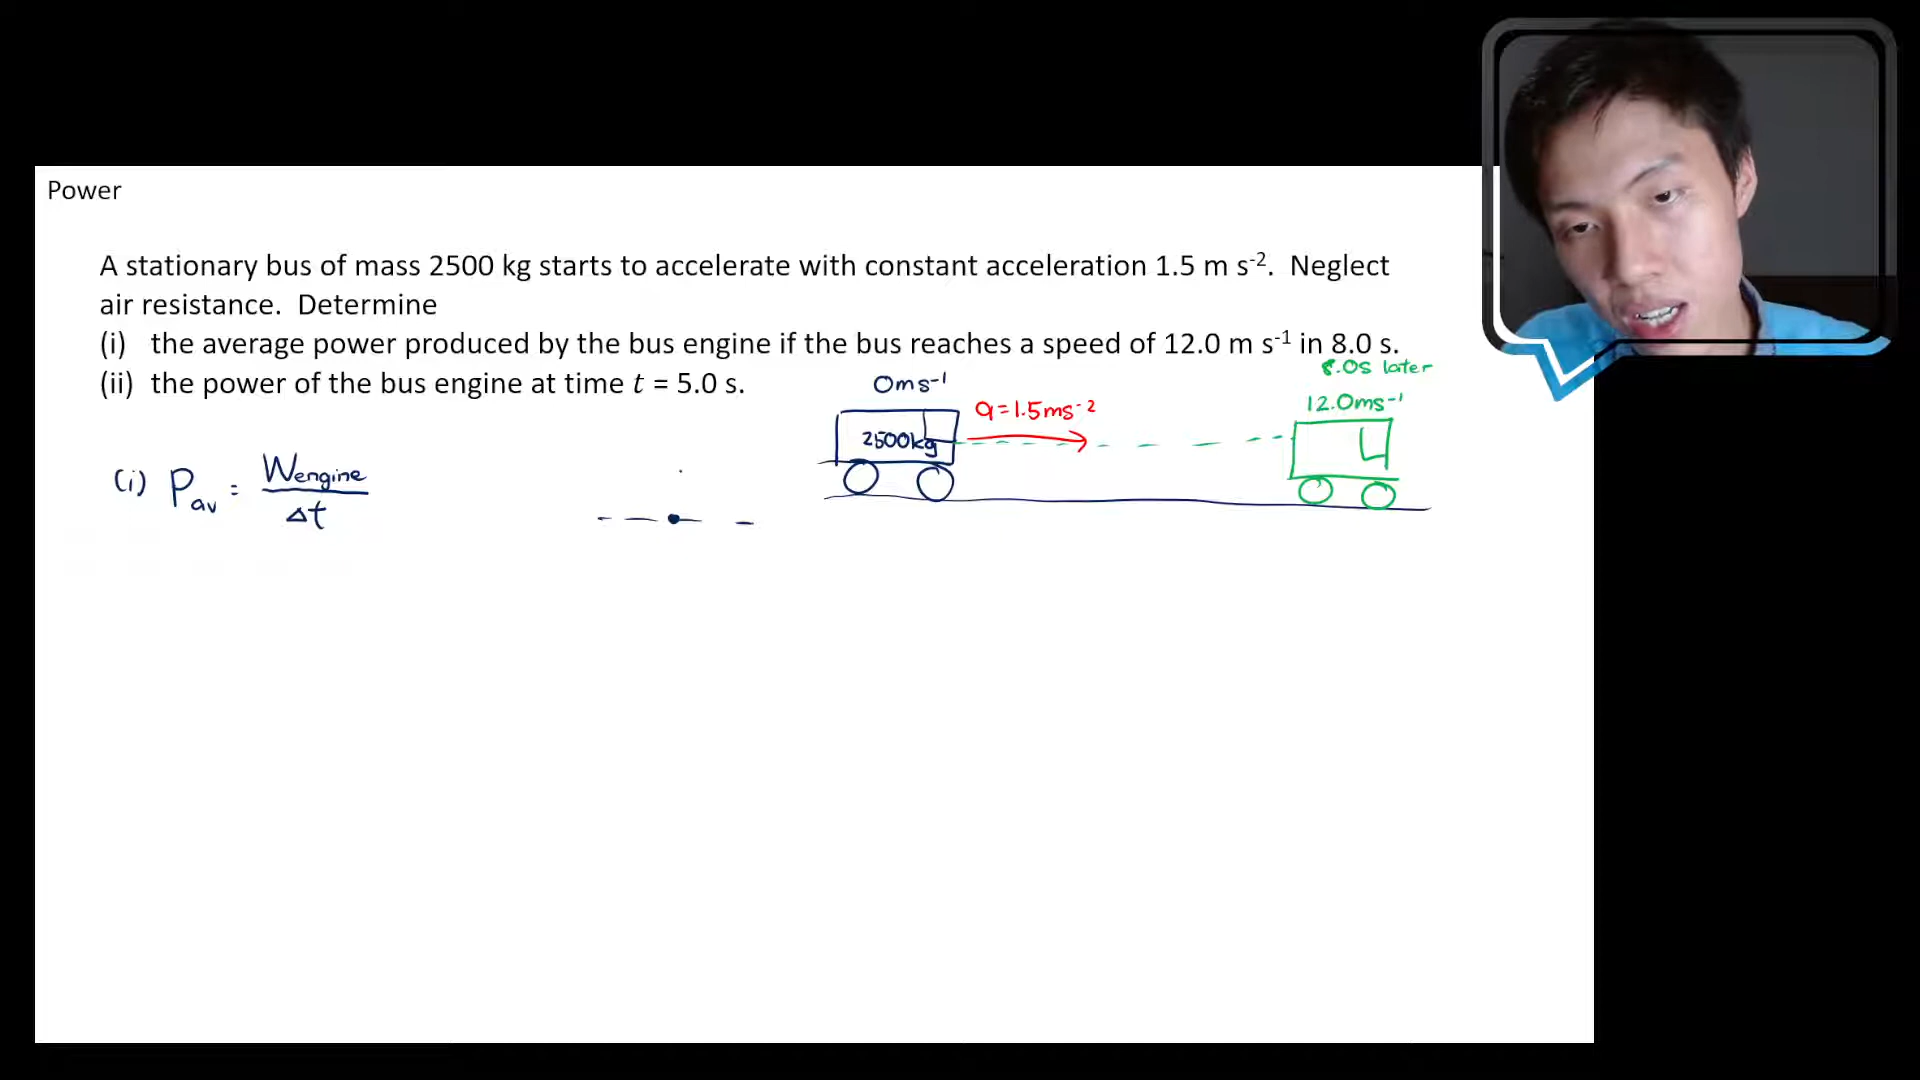 Power
A stationary bus of mass 2500 kg starts to accelerate with constant acceleration 1.5 m s⁻². Neglect
air resistance. Determine
(i) the average power produced by the bus engine if the bus reaches a speed of 12.0 m s⁻¹ in 8.0 s.
(ii) the power of the bus engine at time t = 5.0 s.
8.0s later
0ms⁻¹
a=1.5ms⁻²
12.0ms⁻¹
2500kg
(i) Pav = Wengine / Δt